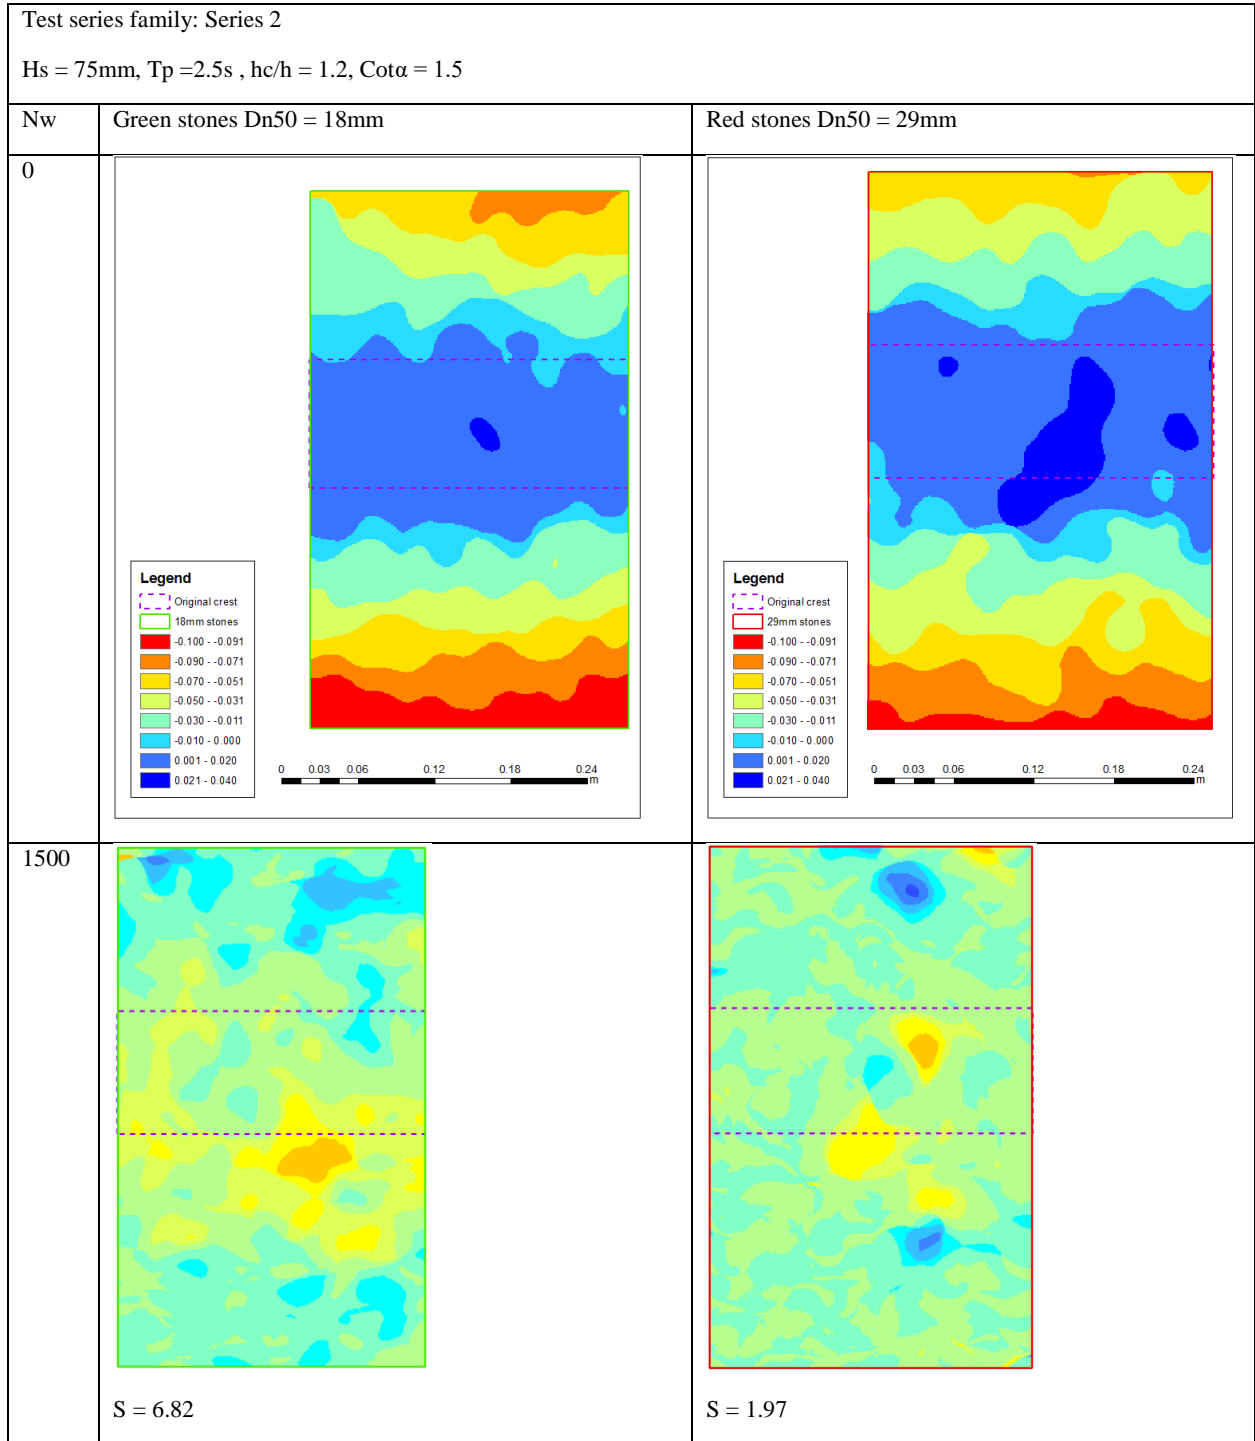 Test series family: Series 2
Hs = 75mm, Tp =2.5s , hc/h = 1.2, Cotα = 1.5
Nw
Green stones Dn50 = 18mm
Red stones Dn50 = 29mm
0
Legend
Original crest
18mm stones
-0.100 - -0.091
-0.090 - -0.071
-0.070 - -0.051
-0.050 - -0.031
-0.030 - -0.011
-0.010 - 0.000
0.001 - 0.020
0.021 - 0.040
0 0.03 0.06 0.12 0.18 0.24
m
Legend
Original crest
29mm stones
-0.100 - -0.091
-0.090 - -0.071
-0.070 - -0.051
-0.050 - -0.031
-0.030 - -0.011
-0.010 - 0.000
0.001 - 0.020
0.021 - 0.040
0 0.03 0.06 0.12 0.18 0.24
m
1500
S = 6.82
S = 1.97